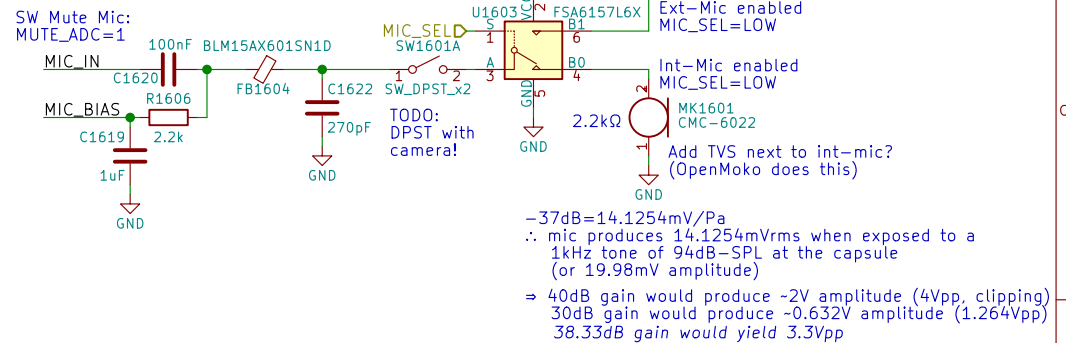 SW Mute Mic:
MUTE_ADC=1
100nF
MIC_IN
C1620
BLM15AX601SN1D
FB1604
MIC_BIAS
R1606
2.2k
C1619
1uF
GND
C1622
270pF
GND
MIC_SEL
SW1601A
1
2
SW_DPST_x2
TODO:
DPST with
camera!
U1603
FSA6157L6X
VCC
2
S
1
B1
6
A
3
B0
4
GND
5
GND
Ext-Mic enabled
MIC_SEL=LOW
Int-Mic enabled
MIC_SEL=LOW
2
2.2kΩ
MK1601
CMC-6022
1
GND
Add TVS next to int-mic?
(OpenMoko does this)
-37dB=14.1254mV/Pa
∴ mic produces 14.1254mVrms when exposed to a
1kHz tone of 94dB-SPL at the capsule
(or 19.98mV amplitude)
⇒ 40dB gain would produce ~2V amplitude (4Vpp, clipping)
30dB gain would produce ~0.632V amplitude (1.264Vpp)
38.33dB gain would yield 3.3Vpp